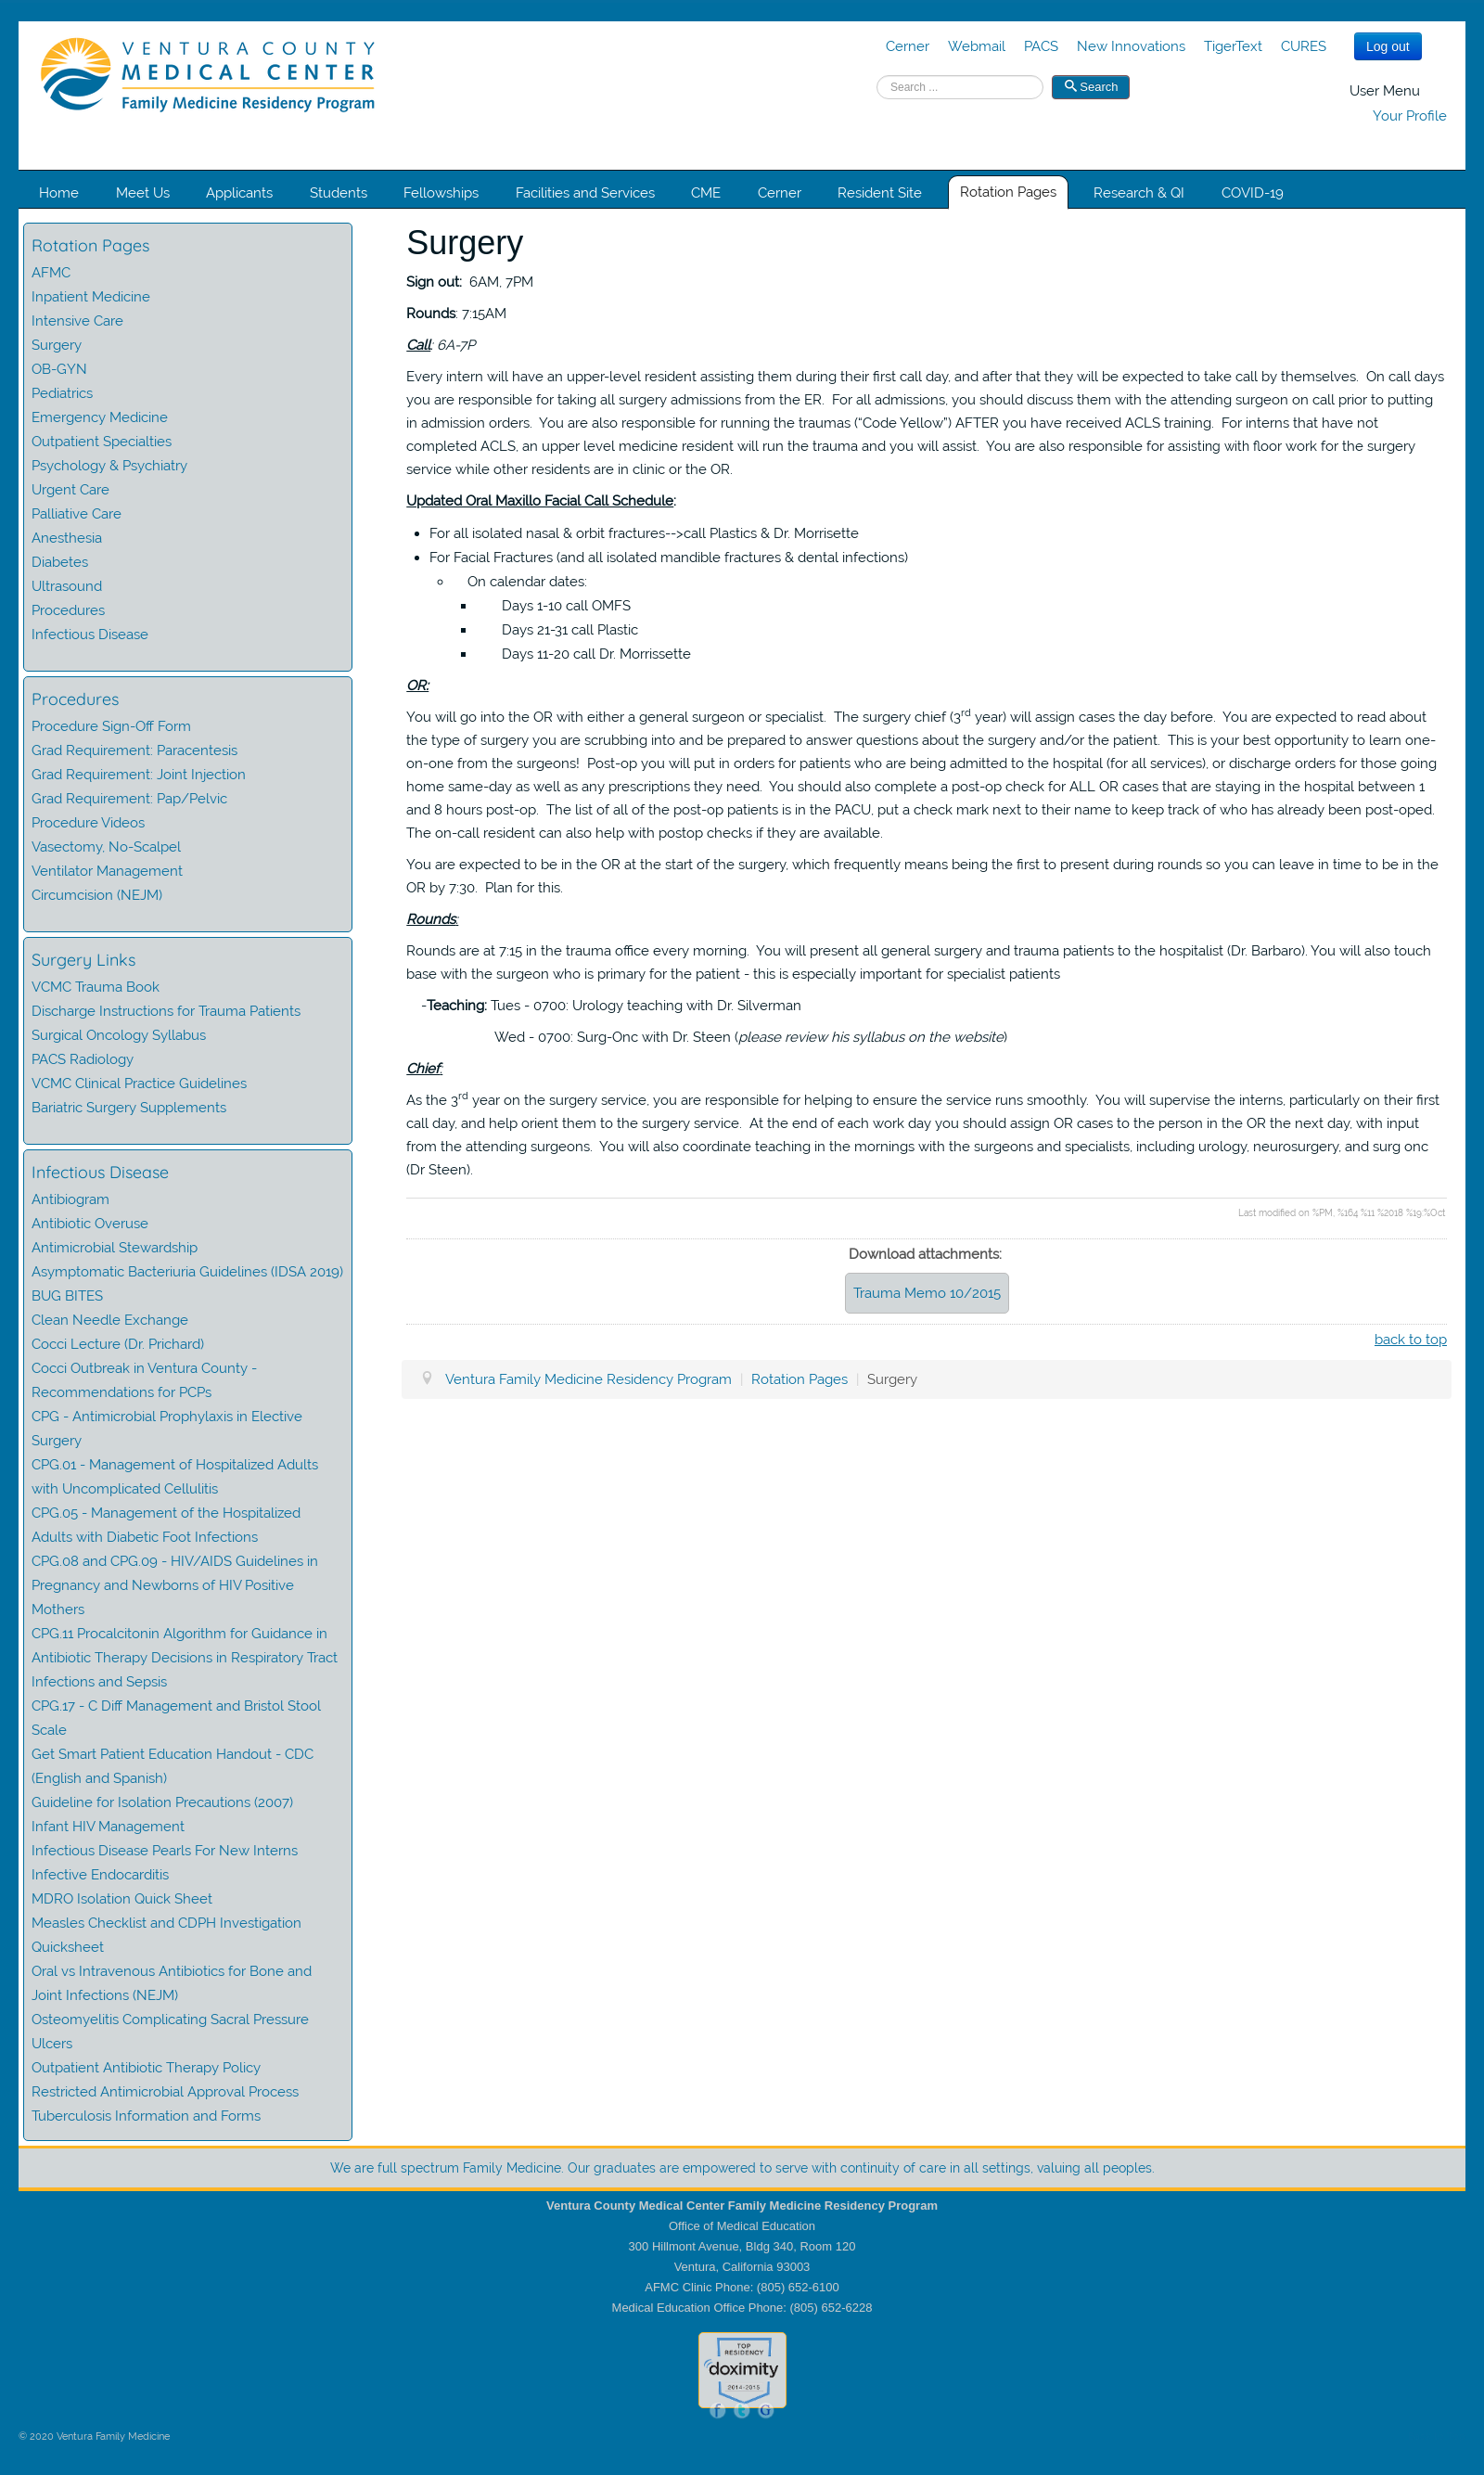 VENTURA COUNTY
MEDICAL CENTER
Family Medicine Residency Program
Cerner Webmail PACS New Innovations TigerText CURES Log out
Search ... Search
User Menu
Your Profile
Home Meet Us Applicants Students Fellowships Facilities and Services CME Cerner Resident Site Rotation Pages Research & QI COVID-19
Rotation Pages
AFMC
Inpatient Medicine
Intensive Care
Surgery
OB-GYN
Pediatrics
Emergency Medicine
Outpatient Specialties
Psychology & Psychiatry
Urgent Care
Palliative Care
Anesthesia
Diabetes
Ultrasound
Procedures
Infectious Disease
Procedures
Procedure Sign-Off Form
Grad Requirement: Paracentesis
Grad Requirement: Joint Injection
Grad Requirement: Pap/Pelvic
Procedure Videos
Vasectomy, No-Scalpel
Ventilator Management
Circumcision (NEJM)
Surgery Links
VCMC Trauma Book
Discharge Instructions for Trauma Patients
Surgical Oncology Syllabus
PACS Radiology
VCMC Clinical Practice Guidelines
Bariatric Surgery Supplements
Infectious Disease
Antibiogram
Antibiotic Overuse
Antimicrobial Stewardship
Asymptomatic Bacteriuria Guidelines (IDSA 2019)
BUG BITES
Clean Needle Exchange
Cocci Lecture (Dr. Prichard)
Cocci Outbreak in Ventura County -
Recommendations for PCPs
CPG - Antimicrobial Prophylaxis in Elective
Surgery
CPG.01 - Management of Hospitalized Adults
with Uncomplicated Cellulitis
CPG.05 - Management of the Hospitalized
Adults with Diabetic Foot Infections
CPG.08 and CPG.09 - HIV/AIDS Guidelines in
Pregnancy and Newborns of HIV Positive
Mothers
CPG.11 Procalcitonin Algorithm for Guidance in
Antibiotic Therapy Decisions in Respiratory Tract
Infections and Sepsis
CPG.17 - C Diff Management and Bristol Stool
Scale
Get Smart Patient Education Handout - CDC
(English and Spanish)
Guideline for Isolation Precautions (2007)
Infant HIV Management
Infectious Disease Pearls For New Interns
Infective Endocarditis
MDRO Isolation Quick Sheet
Measles Checklist and CDPH Investigation
Quicksheet
Oral vs Intravenous Antibiotics for Bone and
Joint Infections (NEJM)
Osteomyelitis Complicating Sacral Pressure
Ulcers
Outpatient Antibiotic Therapy Policy
Restricted Antimicrobial Approval Process
Tuberculosis Information and Forms
Surgery
Sign out: 6AM, 7PM
Rounds: 7:15AM
Call: 6A-7P
Every intern will have an upper-level resident assisting them during their first call day, and after that they will be expected to take call by themselves. On call days
you are responsible for taking all surgery admissions from the ER. For all admissions, you should discuss them with the attending surgeon on call prior to putting
in admission orders. You are also responsible for running the traumas (“Code Yellow”) AFTER you have received ACLS training. For interns that have not
completed ACLS, an upper level medicine resident will run the trauma and you will assist. You are also responsible for assisting with floor work for the surgery
service while other residents are in clinic or the OR.
Updated Oral Maxillo Facial Call Schedule:
• For all isolated nasal & orbit fractures-->call Plastics & Dr. Morrisette
• For Facial Fractures (and all isolated mandible fractures & dental infections)
◦ On calendar dates:
▪ Days 1-10 call OMFS
▪ Days 21-31 call Plastic
▪ Days 11-20 call Dr. Morrissette
OR:
You will go into the OR with either a general surgeon or specialist. The surgery chief (3rd year) will assign cases the day before. You are expected to read about
the type of surgery you are scrubbing into and be prepared to answer questions about the surgery and/or the patient. This is your best opportunity to learn one-
on-one from the surgeons! Post-op you will put in orders for patients who are being admitted to the hospital (for all services), or discharge orders for those going
home same-day as well as any prescriptions they need. You should also complete a post-op check for ALL OR cases that are staying in the hospital between 1
and 8 hours post-op. The list of all of the post-op patients is in the PACU, put a check mark next to their name to keep track of who has already been post-oped.
The on-call resident can also help with postop checks if they are available.
You are expected to be in the OR at the start of the surgery, which frequently means being the first to present during rounds so you can leave in time to be in the
OR by 7:30. Plan for this.
Rounds:
Rounds are at 7:15 in the trauma office every morning. You will present all general surgery and trauma patients to the hospitalist (Dr. Barbaro). You will also touch
base with the surgeon who is primary for the patient - this is especially important for specialist patients
-Teaching: Tues - 0700: Urology teaching with Dr. Silverman
Wed - 0700: Surg-Onc with Dr. Steen (please review his syllabus on the website)
Chief:
As the 3rd year on the surgery service, you are responsible for helping to ensure the service runs smoothly. You will supervise the interns, particularly on their first
call day, and help orient them to the surgery service. At the end of each work day you should assign OR cases to the person in the OR the next day, with input
from the attending surgeons. You will also coordinate teaching in the mornings with the surgeons and specialists, including urology, neurosurgery, and surg onc
(Dr Steen).
Last modified on %PM, %164 %11 %2018 %19:%Oct
Download attachments:
Trauma Memo 10/2015
back to top
Ventura Family Medicine Residency Program | Rotation Pages | Surgery
We are full spectrum Family Medicine. Our graduates are empowered to serve with continuity of care in all settings, valuing all peoples.
Ventura County Medical Center Family Medicine Residency Program
Office of Medical Education
300 Hillmont Avenue, Bldg 340, Room 120
Ventura, California 93003
AFMC Clinic Phone: (805) 652-6100
Medical Education Office Phone: (805) 652-6228
TOP
RESIDENCY
doximity
2014-2015
f t G
© 2020 Ventura Family Medicine